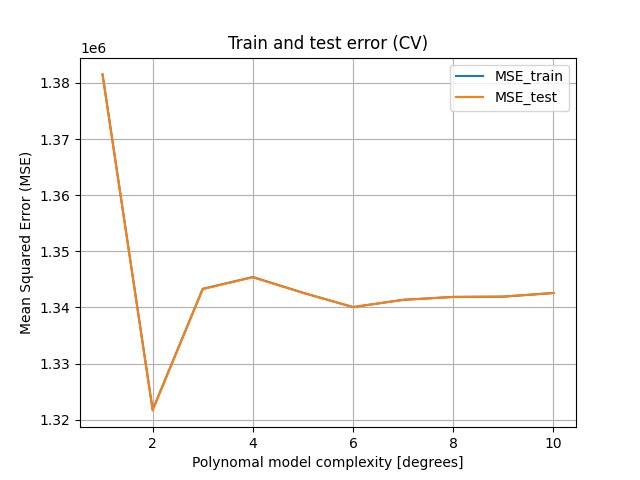 Train and test error (CV)
1e6
MSE_train
MSE_test
1.38
1.37
1.36
1.35
1.34
1.33
1.32
Mean Squared Error (MSE)
2 4 6 8 10
Polynomal model complexity [degrees]